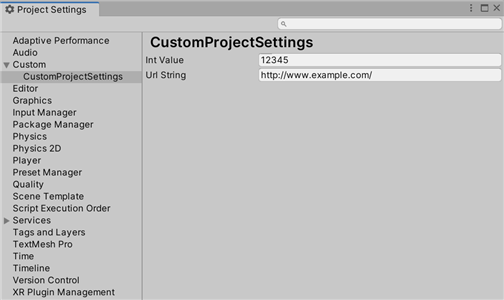 Project Settings
Adaptive Performance
Audio
Custom
CustomProjectSettings
Editor
Graphics
Input Manager
Package Manager
Physics
Physics 2D
Player
Preset Manager
Quality
Scene Template
Script Execution Order
Services
Tags and Layers
TextMesh Pro
Time
Timeline
Version Control
XR Plugin Management
CustomProjectSettings
Int Value 12345
Url String http://www.example.com/